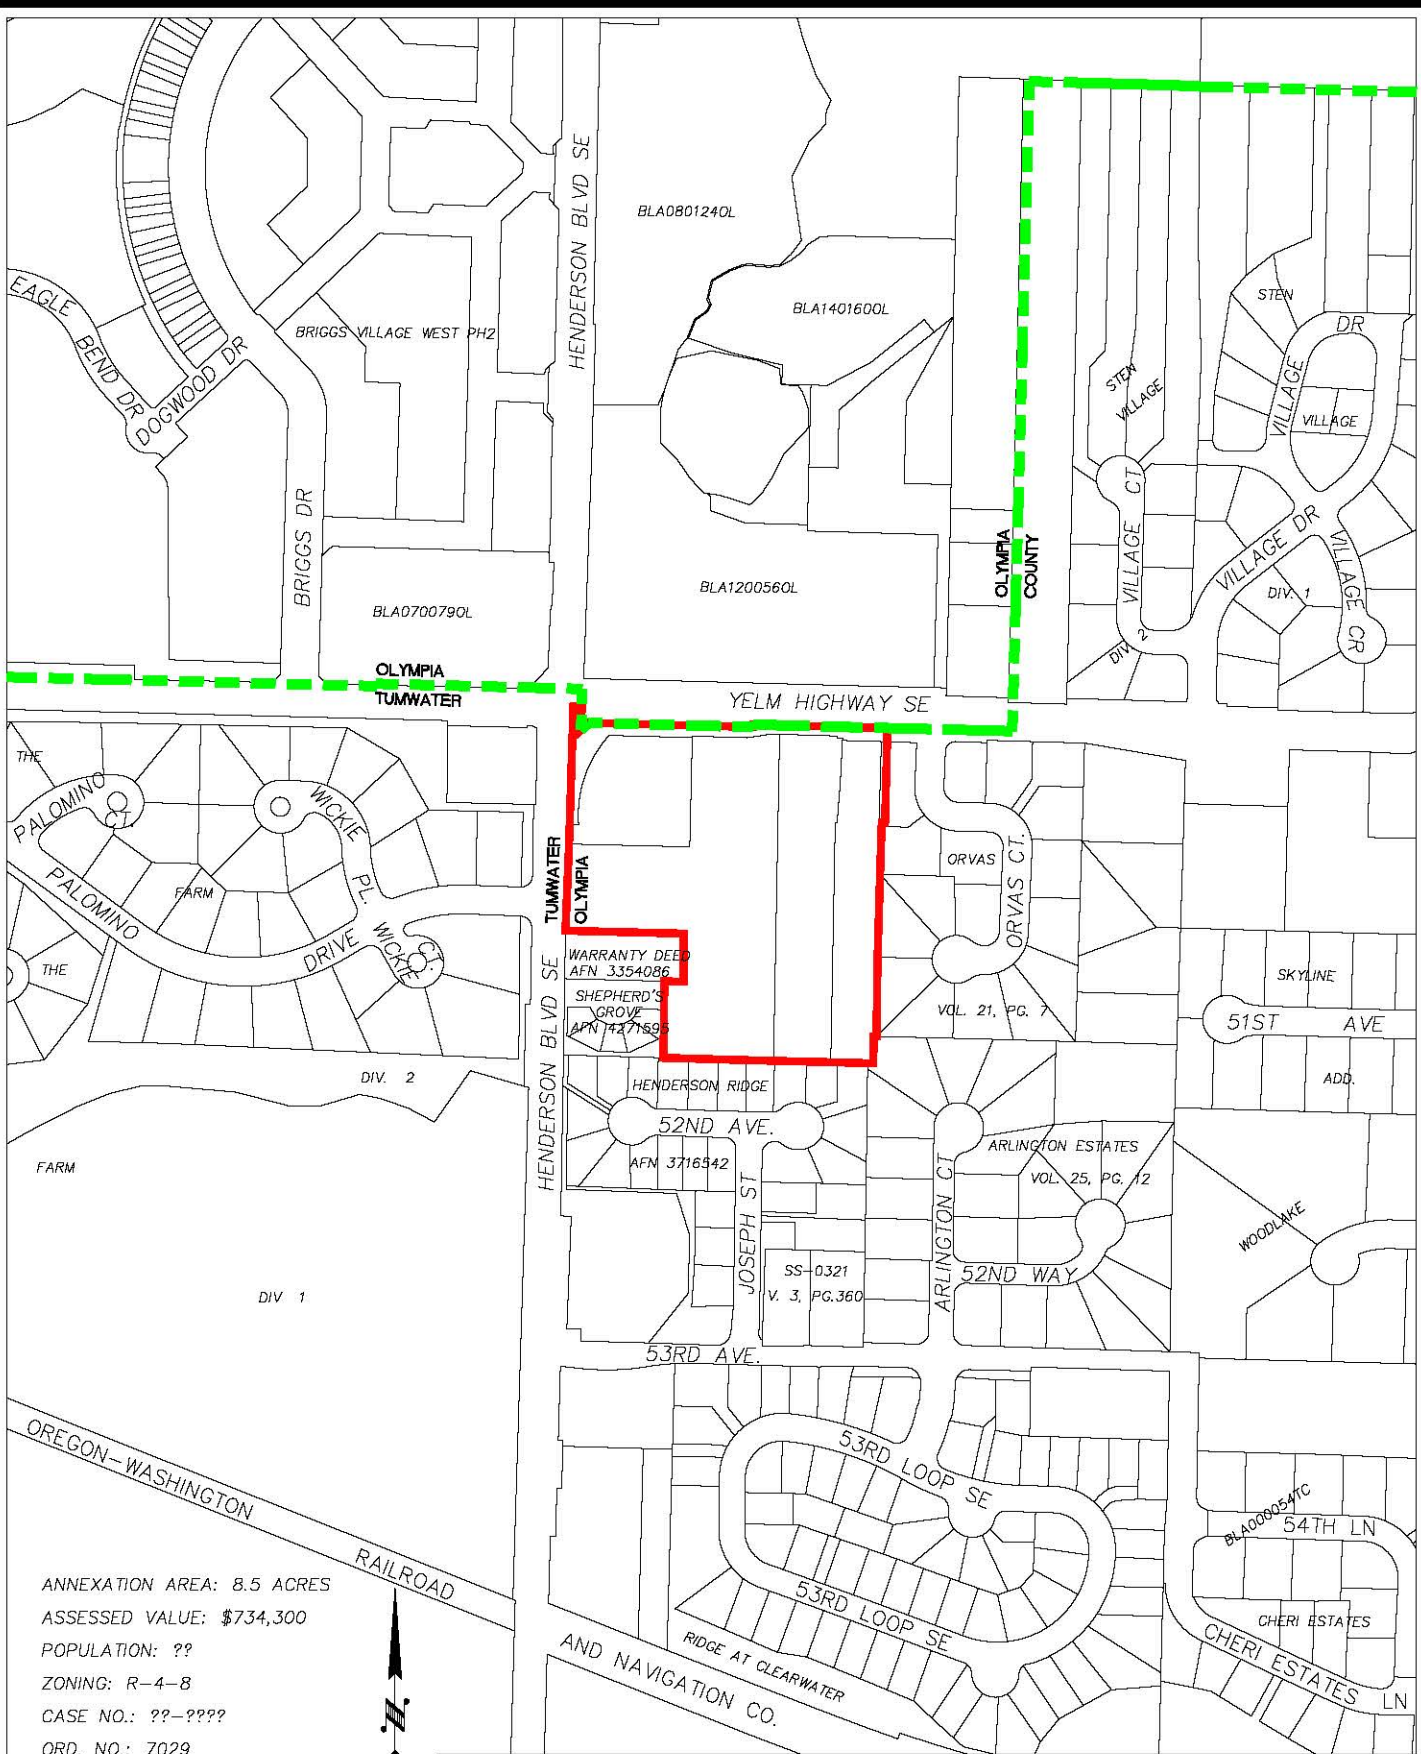 HENDERSON BLVD SE
BLA080124OL
EAGLE
BEND DR
DOGWOOD DR
BRIGGS VILLAGE WEST PH2
BLA140160OL
STEN
DR
VILLAGE
VILLAGE
STEN
VILLAGE
BRIGGS DR
VILLAGE CT
VILLAGE DR
VILLAGE CR
OLYMPIA
COUNTY
BLA070079OL
BLA120056OL
DIV. 1
DIV. 2
OLYMPIA
TUMWATER
YELM HIGHWAY SE
THE
PALOMINO
CT.
WICKIE
PL.
PALOMINO
DRIVE
FARM
WICKIE
CT.
THE
TUMWATER
OLYMPIA
ORVAS
ORVAS CT.
WARRANTY DEED
AFN 3354086
SHEPHERD'S
GROVE
AFN 4271595
VOL. 21, PG. 7
SKYLINE
51ST AVE
ADD.
HENDERSON BLVD SE
DIV. 2
HENDERSON RIDGE
52ND AVE.
AFN 3716542
JOSEPH ST
ARLINGTON CT
ARLINGTON ESTATES
VOL. 25, PG. 12
FARM
WOODLAKE
SS-0321
V. 3, PG.360
52ND WAY
DIV 1
53RD AVE.
53RD LOOP SE
53RD LOOP SE
OREGON-WASHINGTON
RAILROAD
AND NAVIGATION CO.
RIDGE AT CLEARWATER
BLA000054TC
54TH LN
CHERI ESTATES
CHERI ESTATES LN
ANNEXATION AREA: 8.5 ACRES
ASSESSED VALUE: $734,300
POPULATION: ??
ZONING: R-4-8
CASE NO.: ??-????
ORD. NO.: 7029
N.